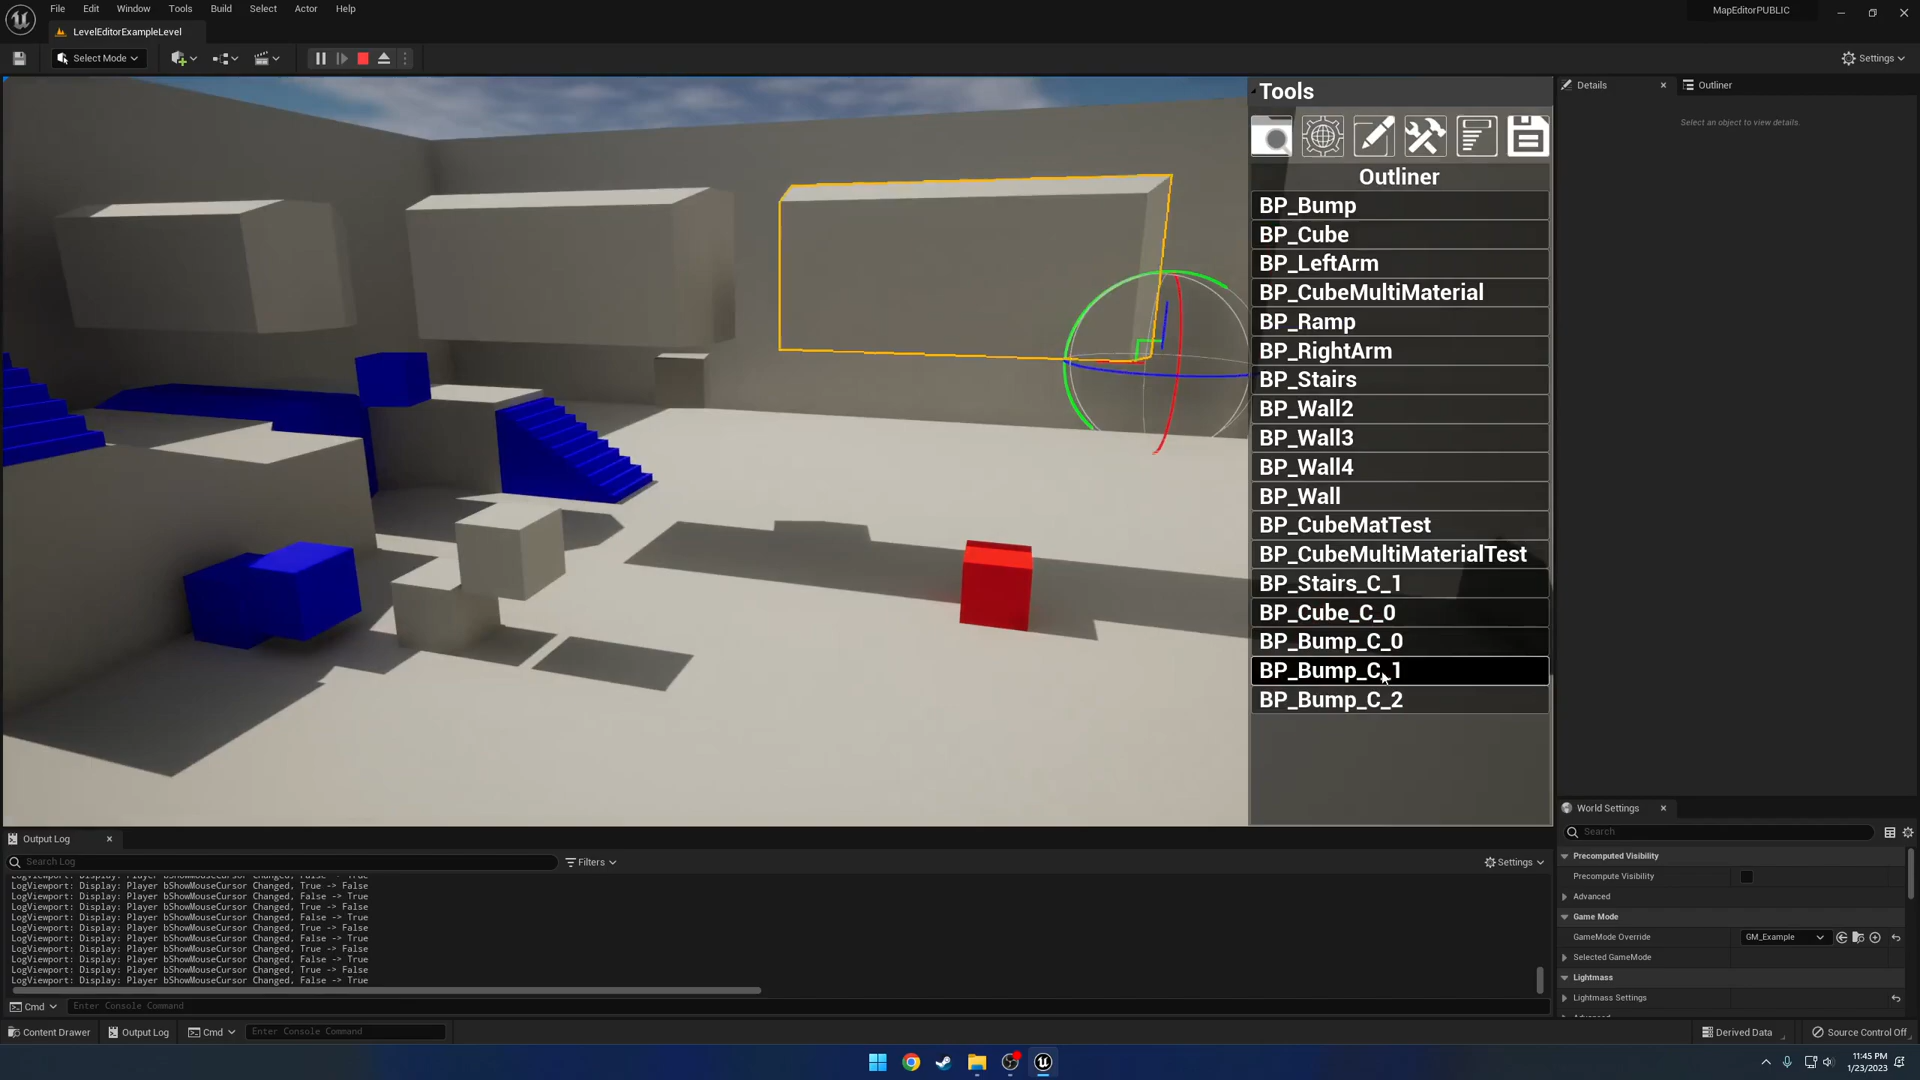 File Edit Window Tools Build Select Actor Help
MapEditorPUBLIC
LevelEditorExampleLevel
Select Mode
Settings
Tools
Outliner
BP_Bump
BP_Cube
BP_LeftArm
BP_CubeMultiMaterial
BP_Ramp
BP_RightArm
BP_Stairs
BP_Wall2
BP_Wall3
BP_Wall4
BP_Wall
BP_CubeMatTest
BP_CubeMultiMaterialTest
BP_Stairs_C_1
BP_Cube_C_0
BP_Bump_C_0
BP_Bump_C_1
BP_Bump_C_2
Details
Outliner
Select an object to view details.
World Settings
Search
Precomputed Visibility
Precompute Visibility
Advanced
Game Mode
GameMode Override
GM_Example
Selected GameMode
Lightmass
Lightmass Settings
Output Log
Search Log
Filters
Settings
LogViewport: Display: Player bShowMouseCursor Changed, False -> True
LogViewport: Display: Player bShowMouseCursor Changed, True -> False
LogViewport: Display: Player bShowMouseCursor Changed, False -> True
LogViewport: Display: Player bShowMouseCursor Changed, True -> False
LogViewport: Display: Player bShowMouseCursor Changed, False -> True
LogViewport: Display: Player bShowMouseCursor Changed, True -> False
LogViewport: Display: Player bShowMouseCursor Changed, False -> True
LogViewport: Display: Player bShowMouseCursor Changed, True -> False
LogViewport: Display: Player bShowMouseCursor Changed, False -> True
LogViewport: Display: Player bShowMouseCursor Changed, True -> False
LogViewport: Display: Player bShowMouseCursor Changed, False -> True
Cmd
Enter Console Command
Content Drawer
Output Log
Cmd
Enter Console Command
Derived Data
Source Control Off
11:45 PM
1/23/2023